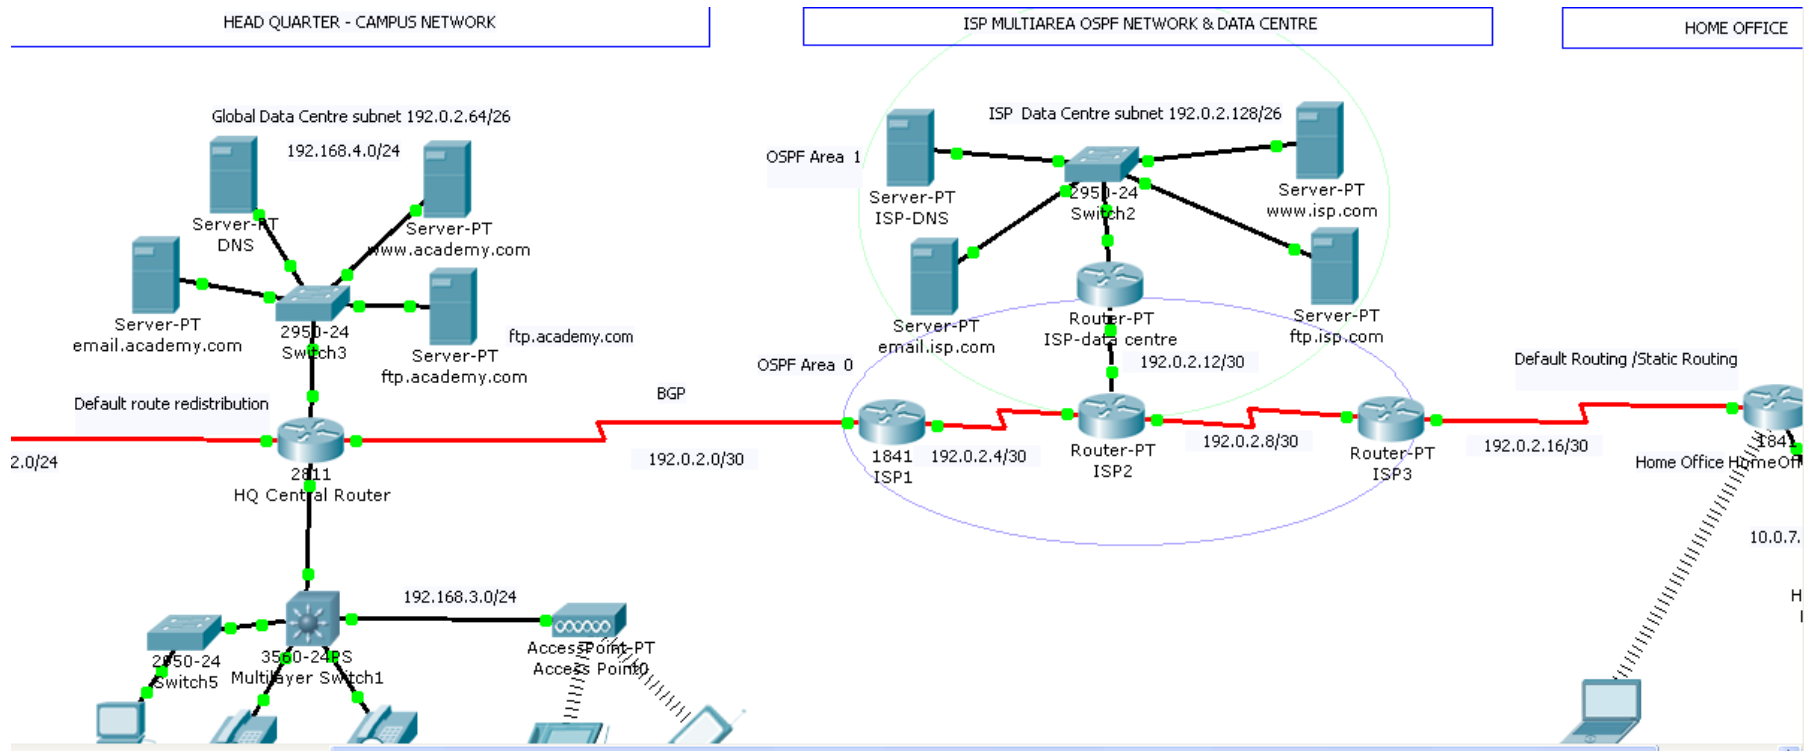 HEAD QUARTER - CAMPUS NETWORK
ISP MULTIAREA OSPF NETWORK & DATA CENTRE
HOME OFFICE
Global Data Centre subnet 192.0.2.64/26
192.168.4.0/24
Server-PT
DNS
Server-PT
www.academy.com
Server-PT
email.academy.com
2950-24
Switch3
Server-PT
ftp.academy.com
ftp.academy.com
Default route redistribution
2.0/24
2811
HQ Central Router
BGP
192.0.2.0/30
192.168.3.0/24
2950-24
Switch5
3560-24PS
Multilayer Switch1
AccessPoint-PT
Access Point0
ISP Data Centre subnet 192.0.2.128/26
OSPF Area 1
Server-PT
ISP-DNS
2950-24
Switch2
Server-PT
www.isp.com
Server-PT
email.isp.com
Router-PT
ISP-data centre
Server-PT
ftp.isp.com
192.0.2.12/30
OSPF Area 0
1841
ISP1
192.0.2.4/30
Router-PT
ISP2
192.0.2.8/30
Router-PT
ISP3
192.0.2.16/30
Default Routing /Static Routing
1841
Home Office
10.0.7.
H